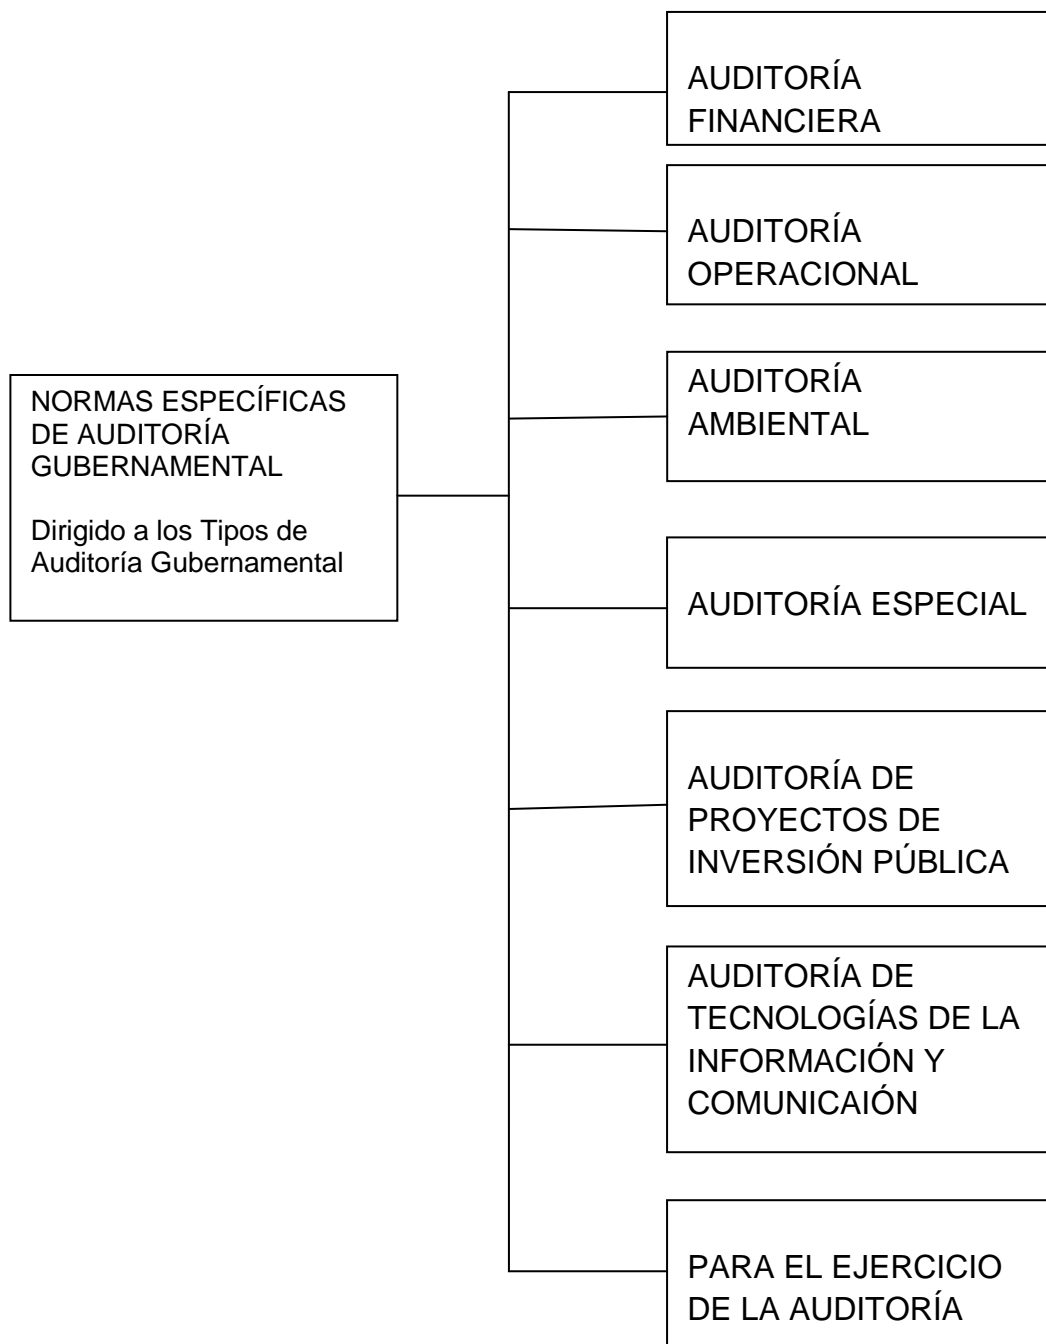 AUDITORÍA
FINANCIERA
AUDITORÍA
OPERACIONAL
AUDITORÍA
AMBIENTAL
NORMAS ESPECÍFICAS
DE AUDITORÍA
GUBERNAMENTAL
Dirigido a los Tipos de
Auditoría Gubernamental
AUDITORÍA ESPECIAL
AUDITORÍA DE
PROYECTOS DE
INVERSIÓN PÚBLICA
AUDITORÍA DE
TECNOLOGÍAS DE LA
INFORMACIÓN Y
COMUNICAIÓN
PARA EL EJERCICIO
DE LA AUDITORÍA